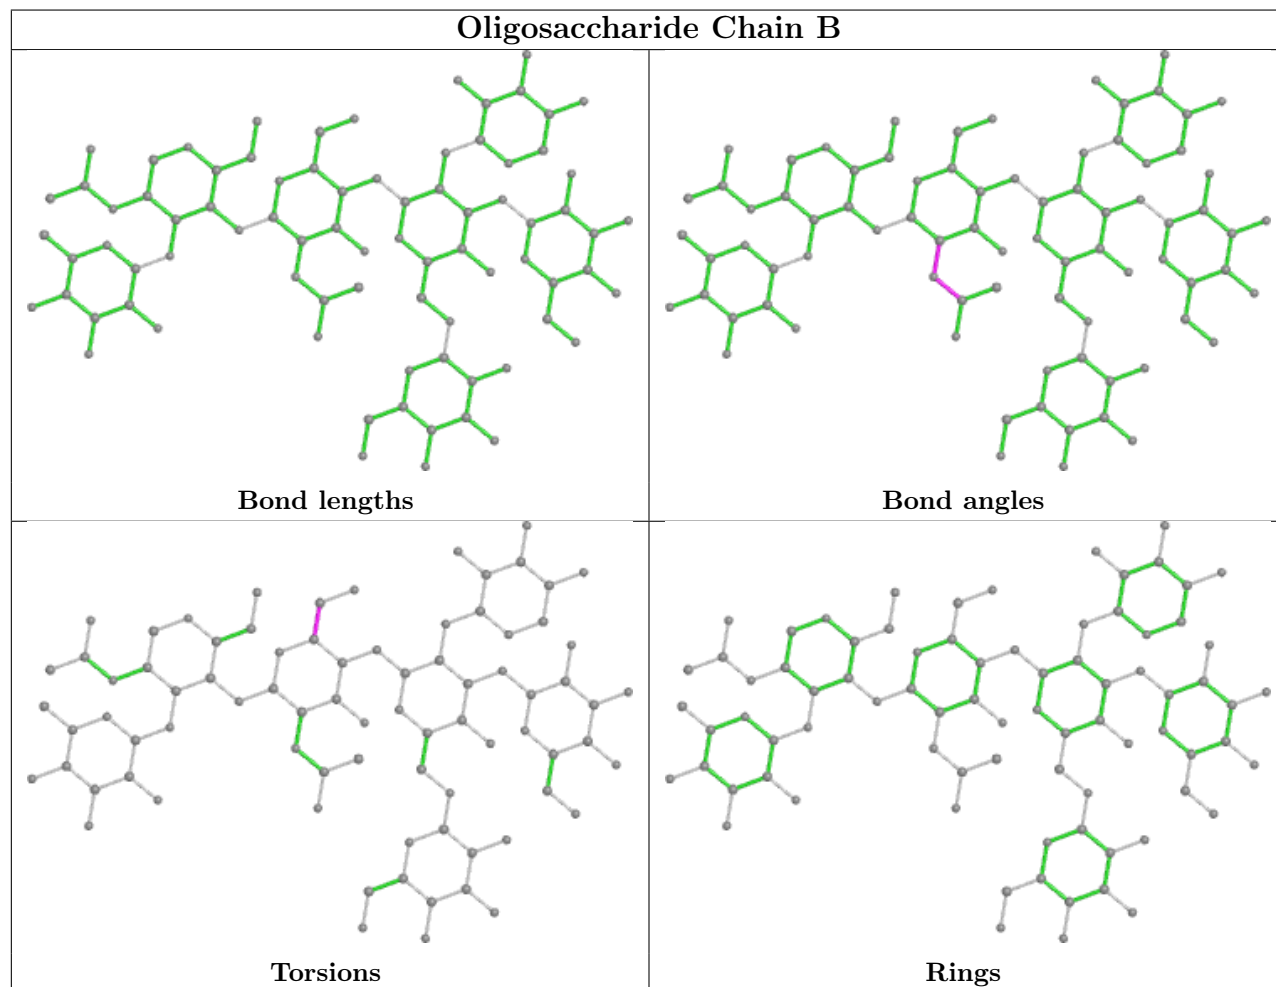 Oligosaccharide Chain B
Bond lengths
Bond angles
Torsions
Rings